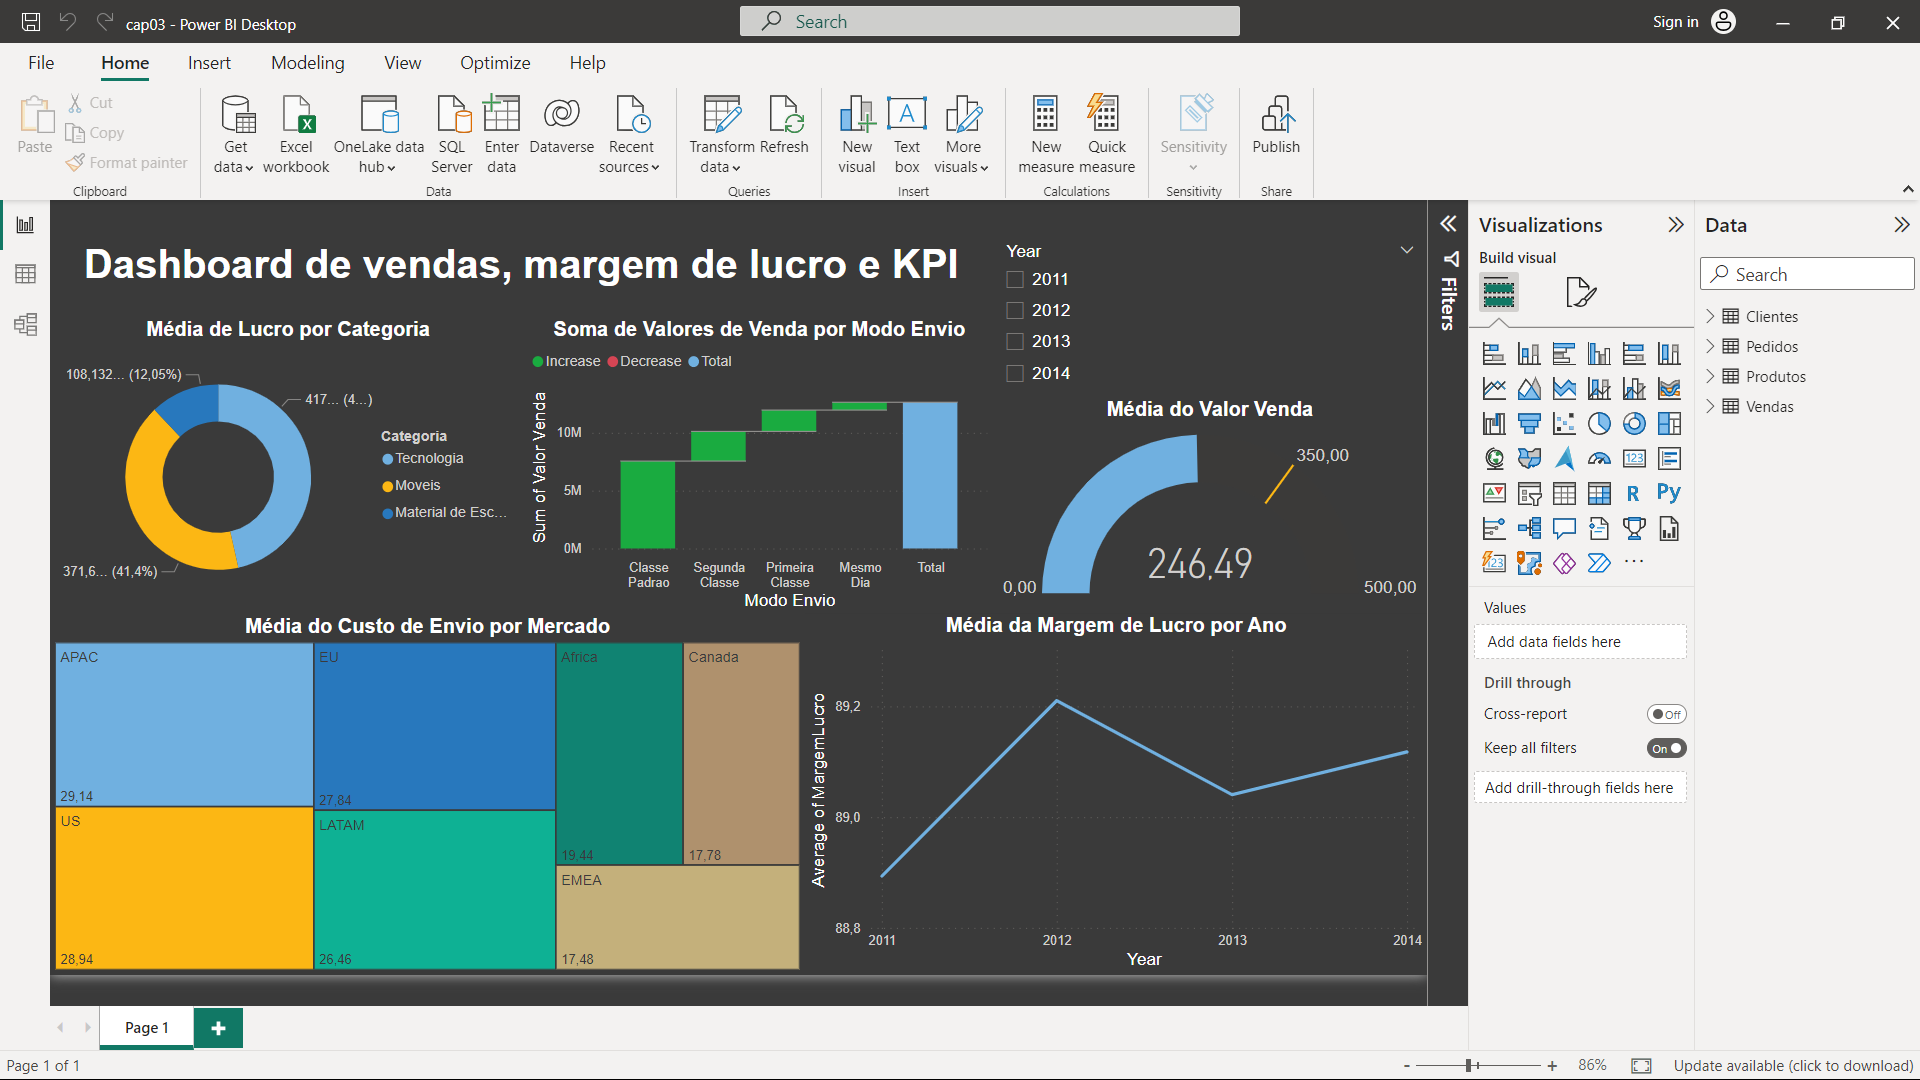 cap03 - Power BI Desktop
Search
Sign in
File
Home
Insert
Modeling
View
Optimize
Help
Paste
Cut
Copy
Format painter
Clipboard
Get data
Excel workbook
OneLake data hub
SQL Server
Enter data
Dataverse
Recent sources
Data
Transform data
Refresh
Queries
New visual
Text box
More visuals
Insert
New measure
Quick measure
Calculations
Sensitivity
Sensitivity
Publish
Share
Dashboard de vendas, margem de lucro e KPI
Year
2011
2012
2013
2014
Média de Lucro por Categoria
108,132... (12,05%)
417... (4...)
371,6... (41,4%)
Categoria
Tecnologia
Moveis
Material de Esc...
Soma de Valores de Venda por Modo Envio
Increase
Decrease
Total
Sum of Valor Venda
10M
5M
0M
Classe Padrao
Segunda Classe
Primeira Classe
Mesmo Dia
Total
Modo Envio
Média do Valor Venda
350,00
246,49
0,00
500,00
Média do Custo de Envio por Mercado
APAC
29,14
EU
27,84
Africa
19,44
Canada
17,78
US
28,94
LATAM
26,46
EMEA
17,48
Média da Margem de Lucro por Ano
Average of MargemLucro
89,2
89,0
88,8
2011
2012
2013
2014
Year
Filters
Visualizations
Build visual
123
R
Py
123
Values
Add data fields here
Drill through
Cross-report
Off
Keep all filters
On
Add drill-through fields here
Data
Search
Clientes
Pedidos
Produtos
Vendas
Page 1
Page 1 of 1
86%
Update available (click to download)